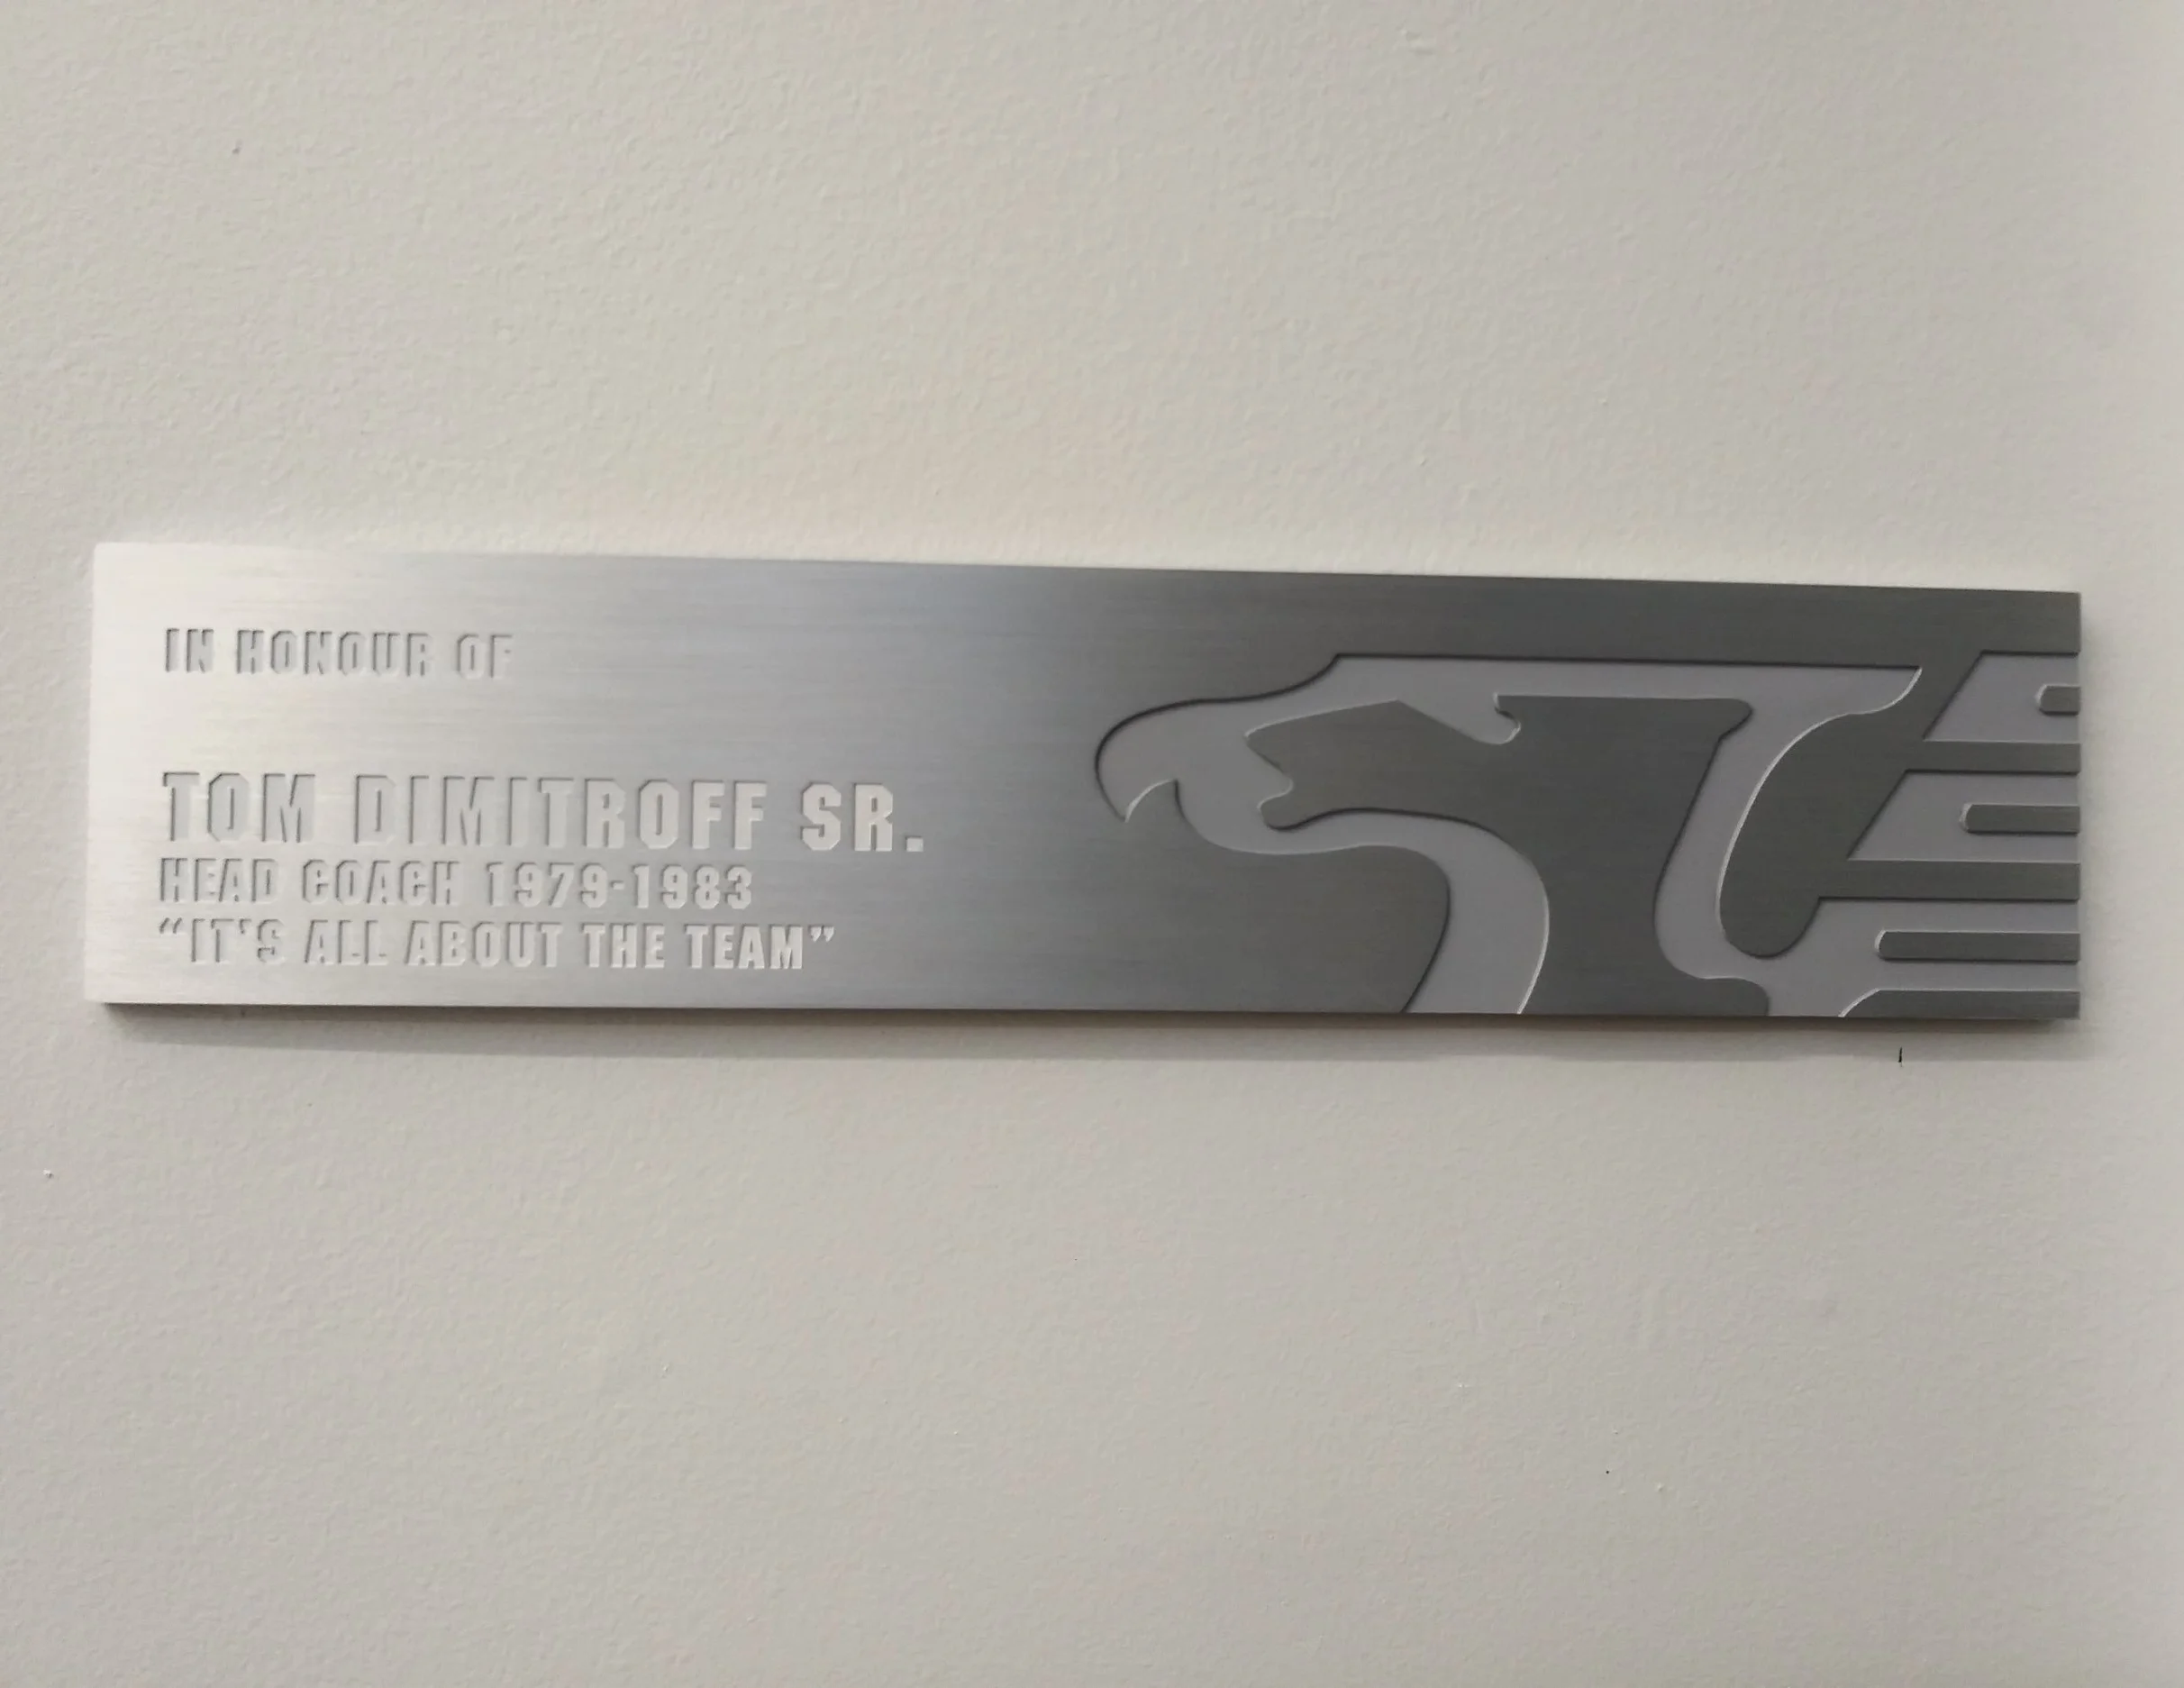 IN HONOUR OF
TOM DIMITROFF SR.
HEAD COACH 1979-1983
“IT'S ALL ABOUT THE TEAM”